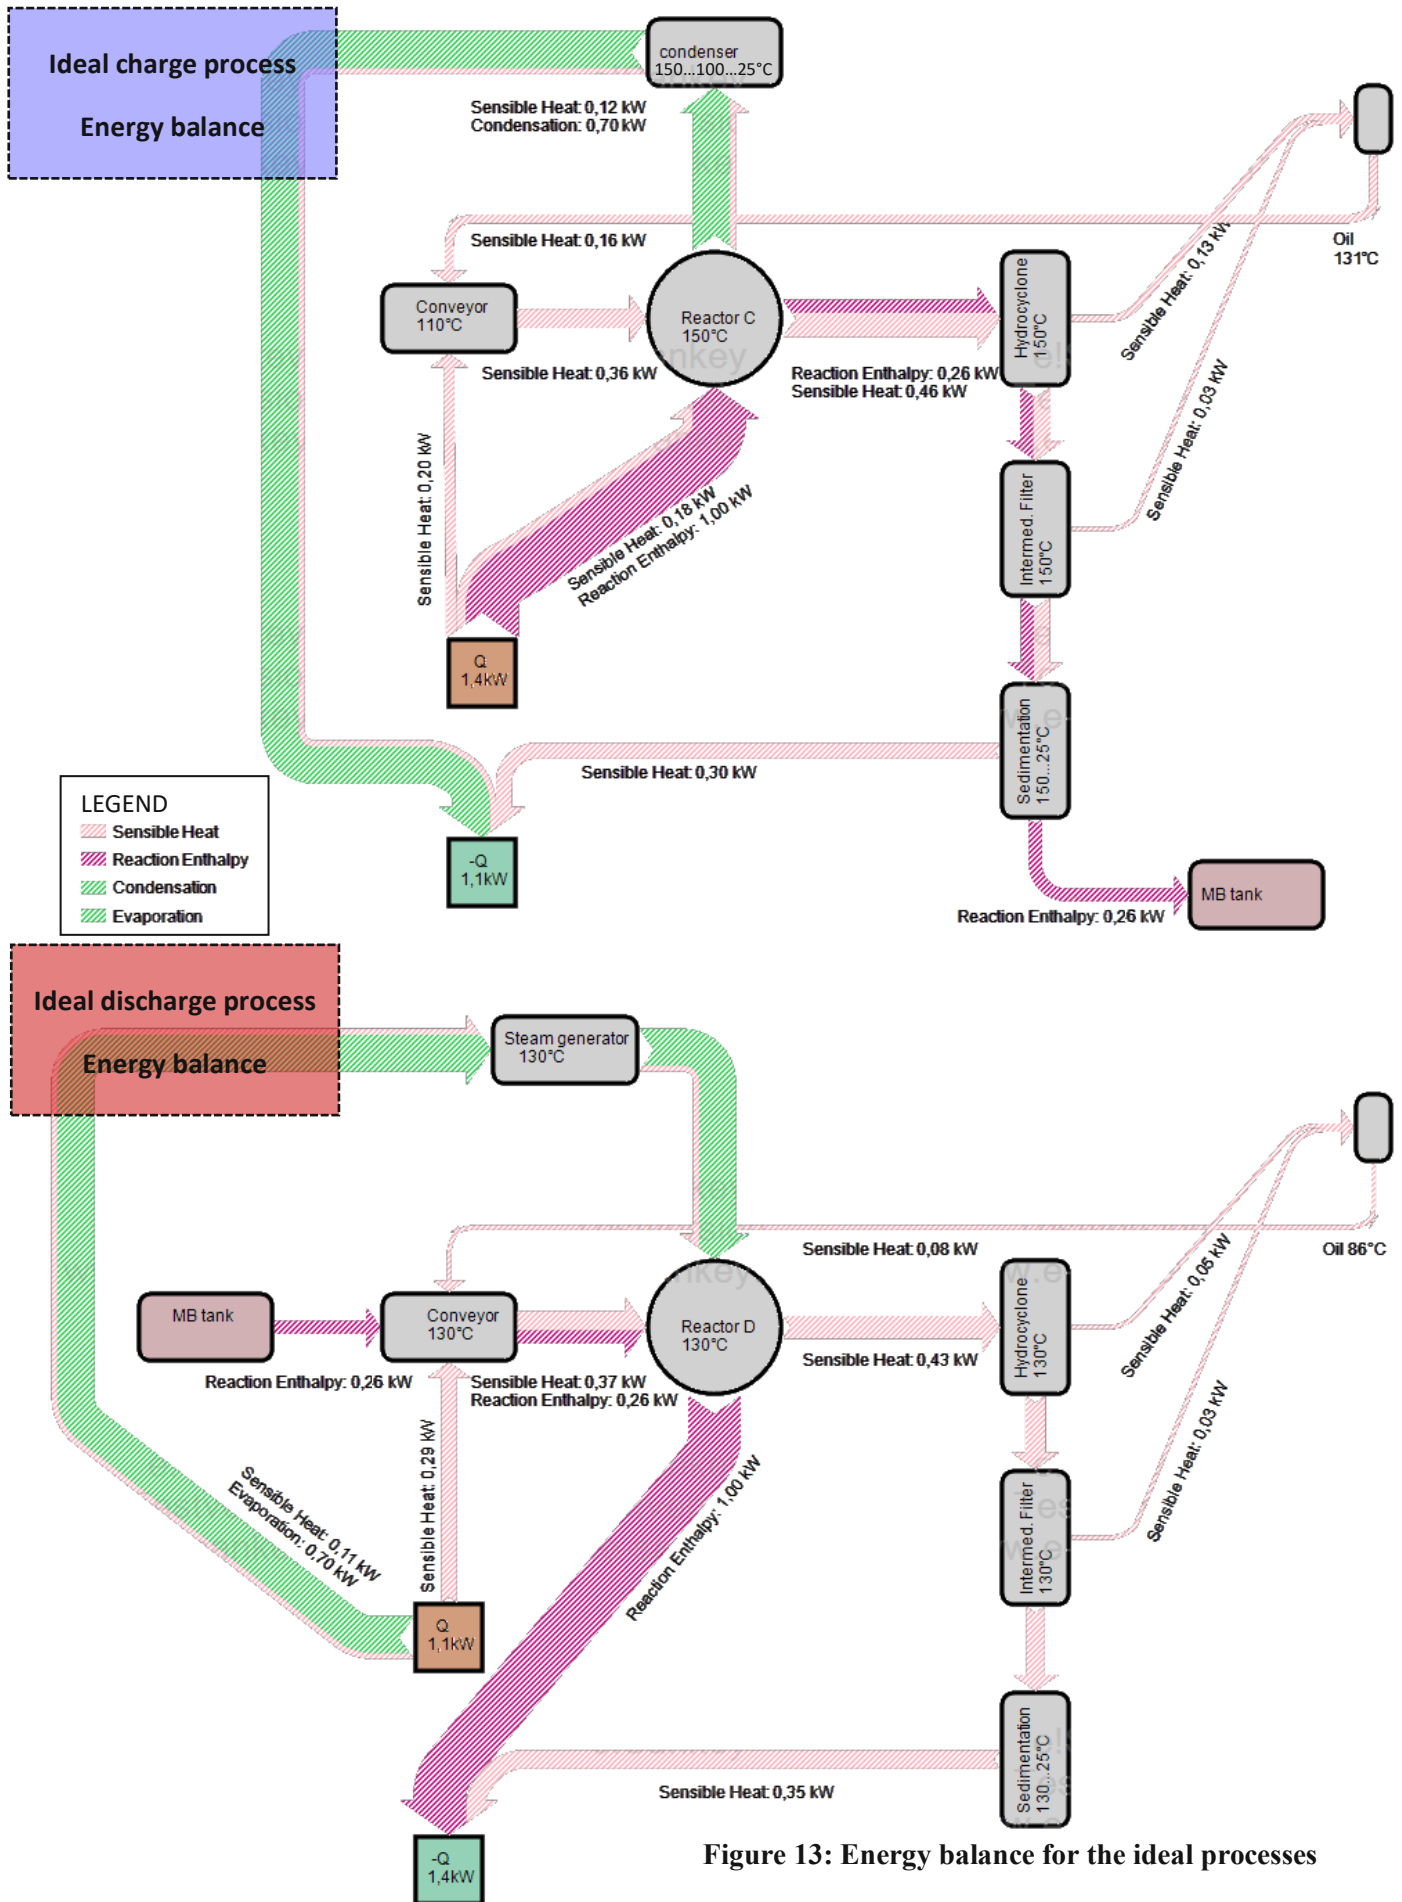 Ideal charge process
Energy balance
condenser
150...100...25°C
Sensible Heat: 0,12 kW
Condensation: 0,70 kW
Sensible Heat: 0,16 kW
Oil
131°C
Sensible Heat: 0,13 kW
Conveyor
110°C
Reactor C
150°C
Hydrocyclone
150°C
Sensible Heat: 0,36 kW
Reaction Enthalpy: 0,26 kW
Sensible Heat: 0,46 kW
Sensible Heat: 0,03 kW
Sensible Heat: 0,20 kW
Sensible Heat: 0,18 kW
Reaction Enthalpy: 1,00 kW
Intermed. Filter
150°C
Q
1,4kW
Sedimentation
150...25°C
Sensible Heat: 0,30 kW
LEGEND
Sensible Heat
Reaction Enthalpy
Condensation
Evaporation
-Q
1,1kW
MB tank
Reaction Enthalpy: 0,26 kW
Ideal discharge process
Energy balance
Steam generator
130°C
Sensible Heat: 0,08 kW
Oil 86°C
Sensible Heat: 0,05 kW
MB tank
Conveyor
130°C
Reactor D
130°C
Hydrocyclone
130°C
Reaction Enthalpy: 0,26 kW
Sensible Heat: 0,37 kW
Reaction Enthalpy: 0,26 kW
Sensible Heat: 0,43 kW
Sensible Heat: 0,03 kW
Sensible Heat: 0,29 kW
Sensible Heat: 0,11 kW
Evaporation: 0,70 kW
Reaction Enthalpy: 1,00 kW
Intermed. Filter
130°C
Q
1,1kW
Sedimentation
130...25°C
Sensible Heat: 0,35 kW
-Q
1,4kW
Figure 13: Energy balance for the ideal processes